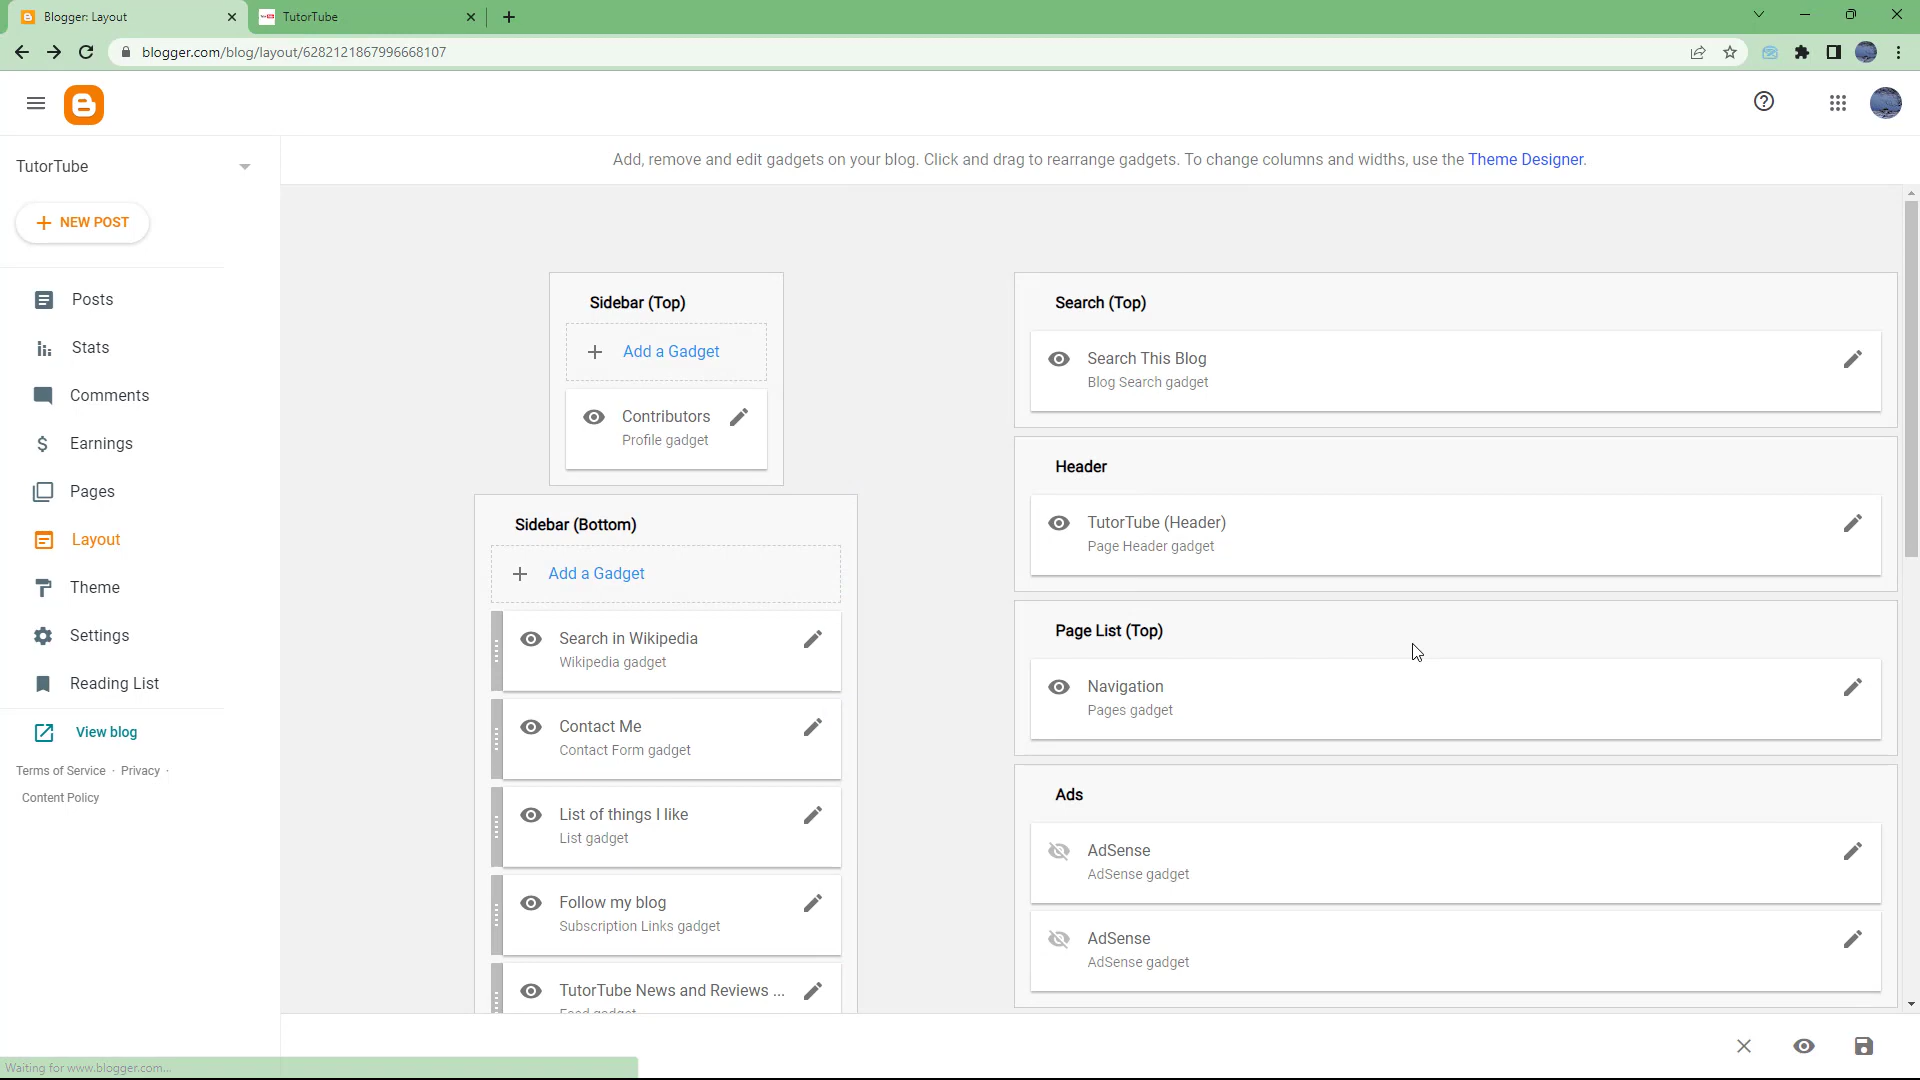 Blogger: Layout
TutorTube
blogger.com/blog/layout/6282121867996668107
TutorTube
Add, remove and edit gadgets on your blog. Click and drag to rearrange gadgets. To change columns and widths, use the Theme Designer.
NEW POST
Posts
Stats
Comments
Earnings
Pages
Layout
Theme
Settings
Reading List
View blog
Terms of Service · Privacy ·
Content Policy
Sidebar (Top)
Add a Gadget
Contributors
Profile gadget
Sidebar (Bottom)
Add a Gadget
Search in Wikipedia
Wikipedia gadget
Contact Me
Contact Form gadget
List of things I like
List gadget
Follow my blog
Subscription Links gadget
TutorTube News and Reviews ...
Feed gadget
Search (Top)
Search This Blog
Blog Search gadget
Header
TutorTube (Header)
Page Header gadget
Page List (Top)
Navigation
Pages gadget
Ads
AdSense
AdSense gadget
AdSense
AdSense gadget
Waiting for www.blogger.com...